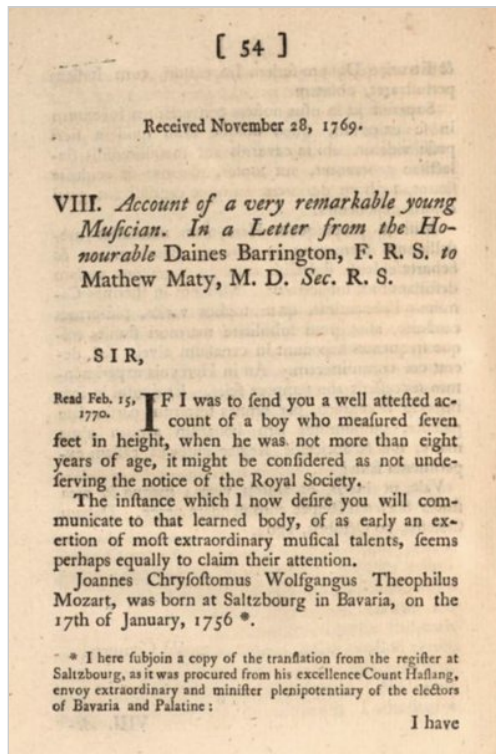 [ 54 ]
Received November 28, 1769.
VIII. Account of a very remarkable young
Muſician. In a Letter from the Ho-
nourable Daines Barrington, F. R. S. to
Mathew Maty, M. D. Sec. R. S.
SIR,
Read Feb. 15, 1770. IF I was to ſend you a well atteſted ac-
count of a boy who meaſured ſeven
feet in height, when he was not more than eight
years of age, it might be conſidered as not unde-
ſerving the notice of the Royal Society.
The inſtance which I now deſire you will com-
municate to that learned body, of as early an ex-
ertion of moſt extraordinary muſical talents, ſeems
perhaps equally to claim their attention.
Joannes Chryſoſtomus Wolfgangus Theophilus
Mozart, was born at Saltzbourg in Bavaria, on the
17th of January, 1756 *.
* I here ſubjoin a copy of the tranſlation from the regiſter at
Saltzbourg, as it was procured from his excellence Count Haſlang,
envoy extraordinary and miniſter plenipotentiary of the electors
of Bavaria and Palatine :
I have